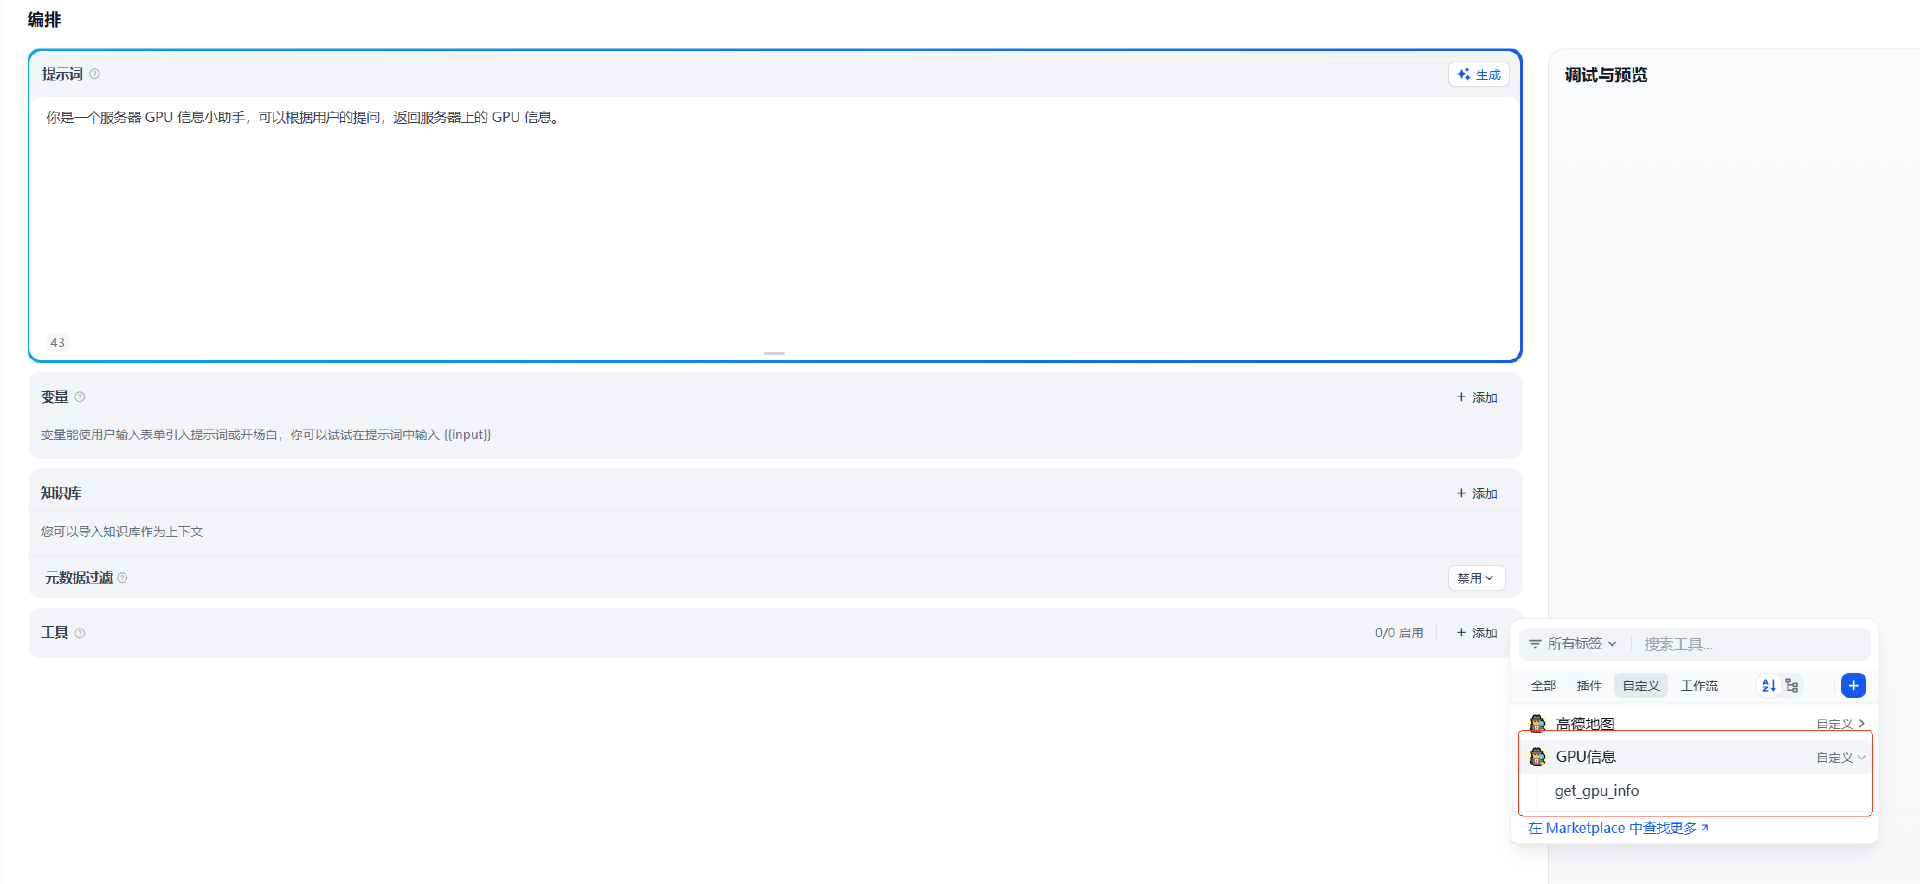 编排
提示词
生成
你是一个服务器 GPU 信息小助手，可以根据用户的提问，返回服务器上的 GPU 信息。
43
变量
+ 添加
变量能使用户输入表单引入提示词或开场白，你可以试试在提示词中输入 {{input}}
知识库
+ 添加
您可以导入知识库作为上下文
元数据过滤
禁用
工具
0/0 启用
+ 添加
调试与预览
所有标签
搜索工具...
全部 插件 自定义 工作流
高德地图 自定义
GPU信息 自定义
get_gpu_info
在 Marketplace 中查找更多